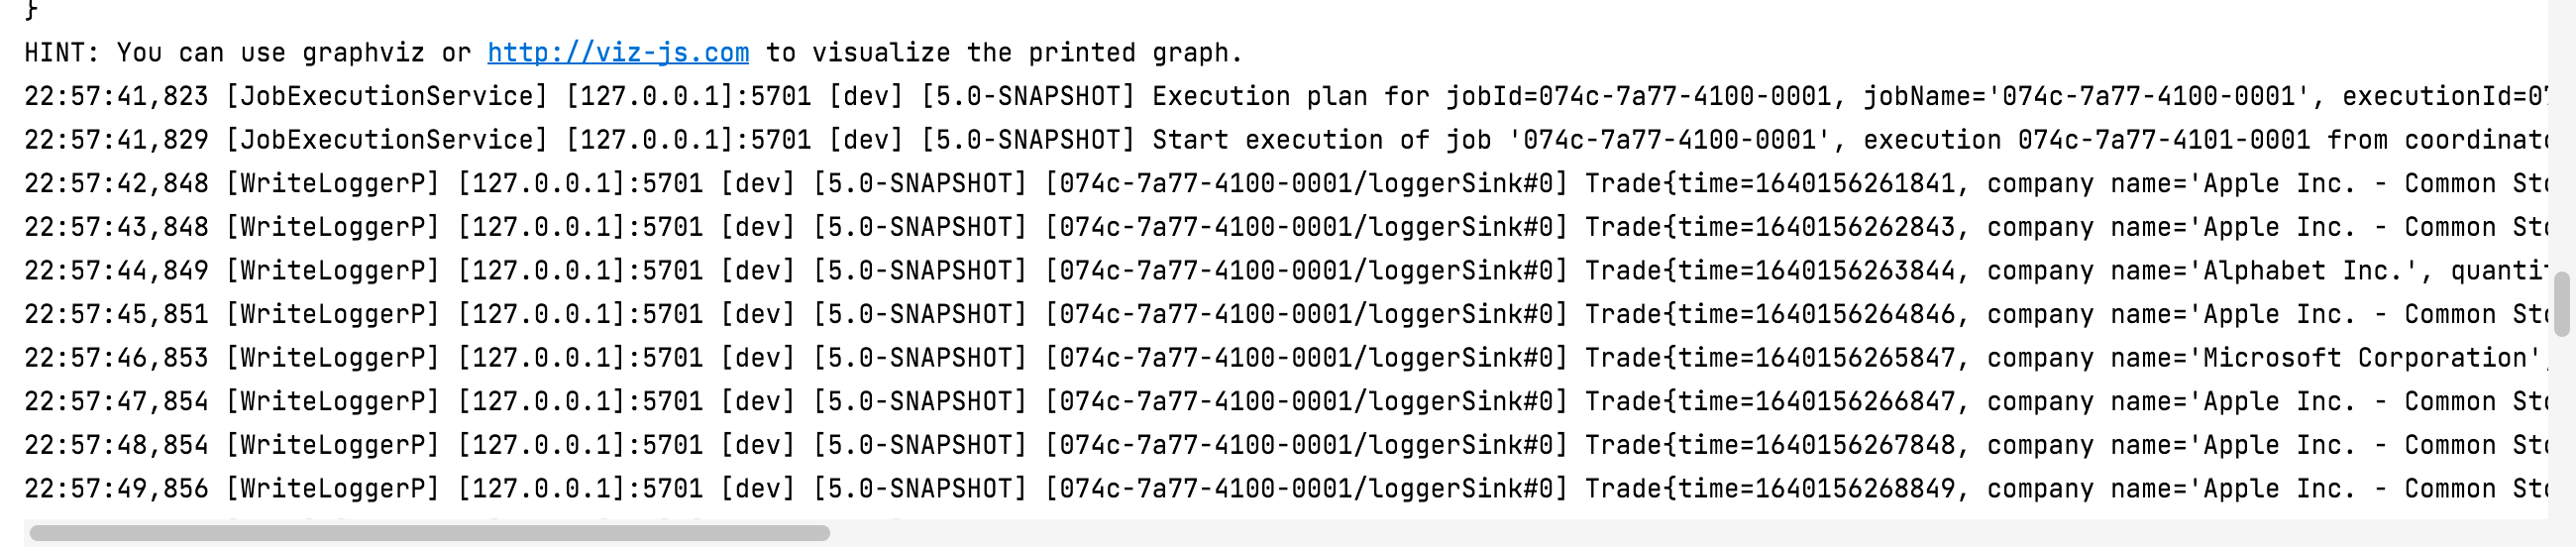 }
HINT: You can use graphviz or http://viz-js.com to visualize the printed graph.
22:57:41,823 [JobExecutionService] [127.0.0.1]:5701 [dev] [5.0-SNAPSHOT] Execution plan for jobId=074c-7a77-4100-0001, jobName='074c-7a77-4100-0001', executionId=07
22:57:41,829 [JobExecutionService] [127.0.0.1]:5701 [dev] [5.0-SNAPSHOT] Start execution of job '074c-7a77-4100-0001', execution 074c-7a77-4101-0001 from coordinat
22:57:42,848 [WriteLoggerP] [127.0.0.1]:5701 [dev] [5.0-SNAPSHOT] [074c-7a77-4100-0001/loggerSink#0] Trade{time=1640156261841, company name='Apple Inc. - Common St
22:57:43,848 [WriteLoggerP] [127.0.0.1]:5701 [dev] [5.0-SNAPSHOT] [074c-7a77-4100-0001/loggerSink#0] Trade{time=1640156262843, company name='Apple Inc. - Common St
22:57:44,849 [WriteLoggerP] [127.0.0.1]:5701 [dev] [5.0-SNAPSHOT] [074c-7a77-4100-0001/loggerSink#0] Trade{time=1640156263844, company name='Alphabet Inc.', quanti
22:57:45,851 [WriteLoggerP] [127.0.0.1]:5701 [dev] [5.0-SNAPSHOT] [074c-7a77-4100-0001/loggerSink#0] Trade{time=1640156264846, company name='Apple Inc. - Common St
22:57:46,853 [WriteLoggerP] [127.0.0.1]:5701 [dev] [5.0-SNAPSHOT] [074c-7a77-4100-0001/loggerSink#0] Trade{time=1640156265847, company name='Microsoft Corporation',
22:57:47,854 [WriteLoggerP] [127.0.0.1]:5701 [dev] [5.0-SNAPSHOT] [074c-7a77-4100-0001/loggerSink#0] Trade{time=1640156266847, company name='Apple Inc. - Common St
22:57:48,854 [WriteLoggerP] [127.0.0.1]:5701 [dev] [5.0-SNAPSHOT] [074c-7a77-4100-0001/loggerSink#0] Trade{time=1640156267848, company name='Apple Inc. - Common St
22:57:49,856 [WriteLoggerP] [127.0.0.1]:5701 [dev] [5.0-SNAPSHOT] [074c-7a77-4100-0001/loggerSink#0] Trade{time=1640156268849, company name='Apple Inc. - Common St